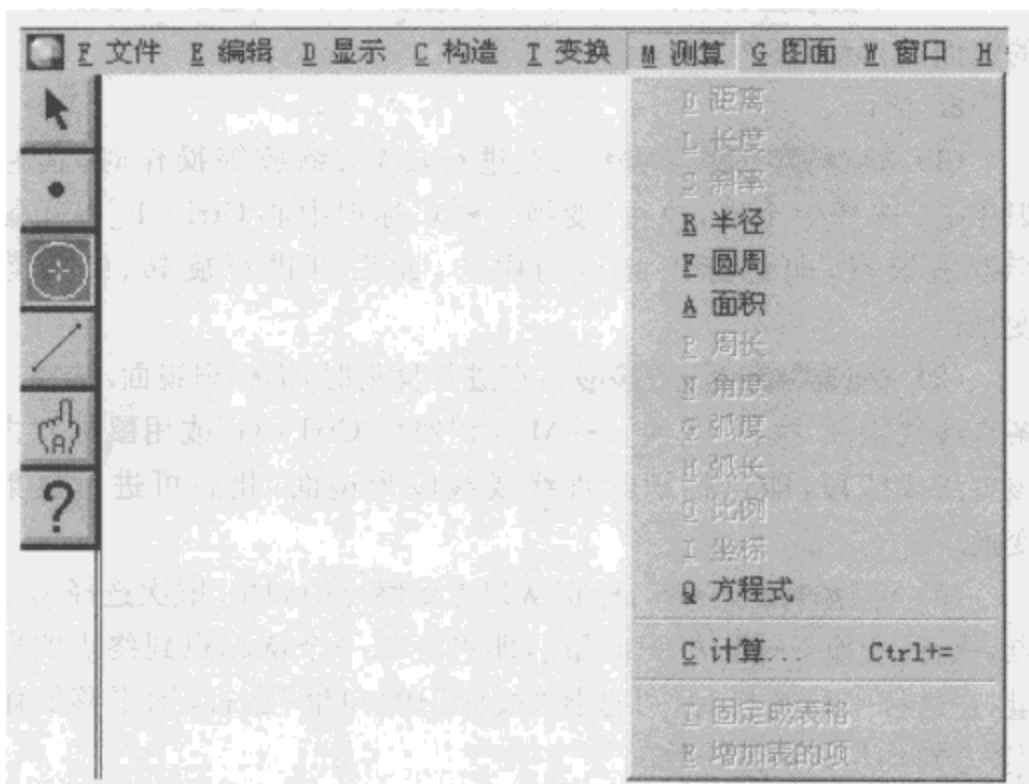 F 文件 E 编辑 D 显示 C 构造 T 变换 M 测算 G 图面 W 窗口 H
D 距离
L 长度
S 斜率
R 半径
F 圆周
A 面积
P 周长
N 角度
G 弧度
H 弧长
O 比例
I 坐标
Q 方程式
C 计算... Ctrl+=
T 固定成表格
E 增加表的项
A
?